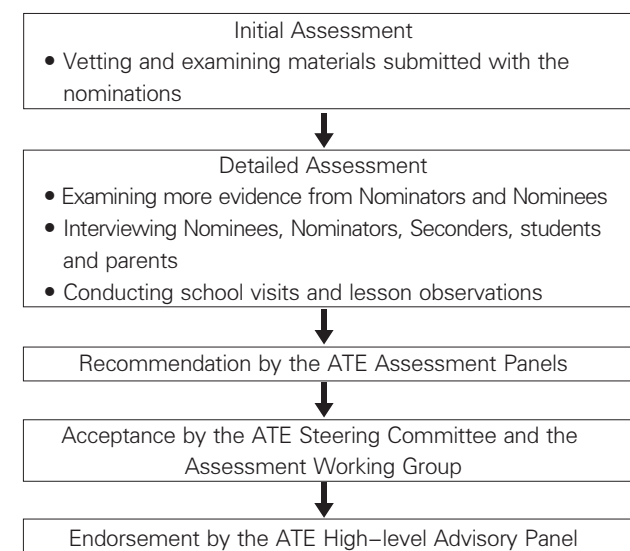 Initial Assessment
• Vetting and examining materials submitted with the
nominations
Detailed Assessment
• Examining more evidence from Nominators and Nominees
• Interviewing Nominees, Nominators, Seconders, students
and parents
• Conducting school visits and lesson observations
Recommendation by the ATE Assessment Panels
Acceptance by the ATE Steering Committee and the
Assessment Working Group
Endorsement by the ATE High–level Advisory Panel